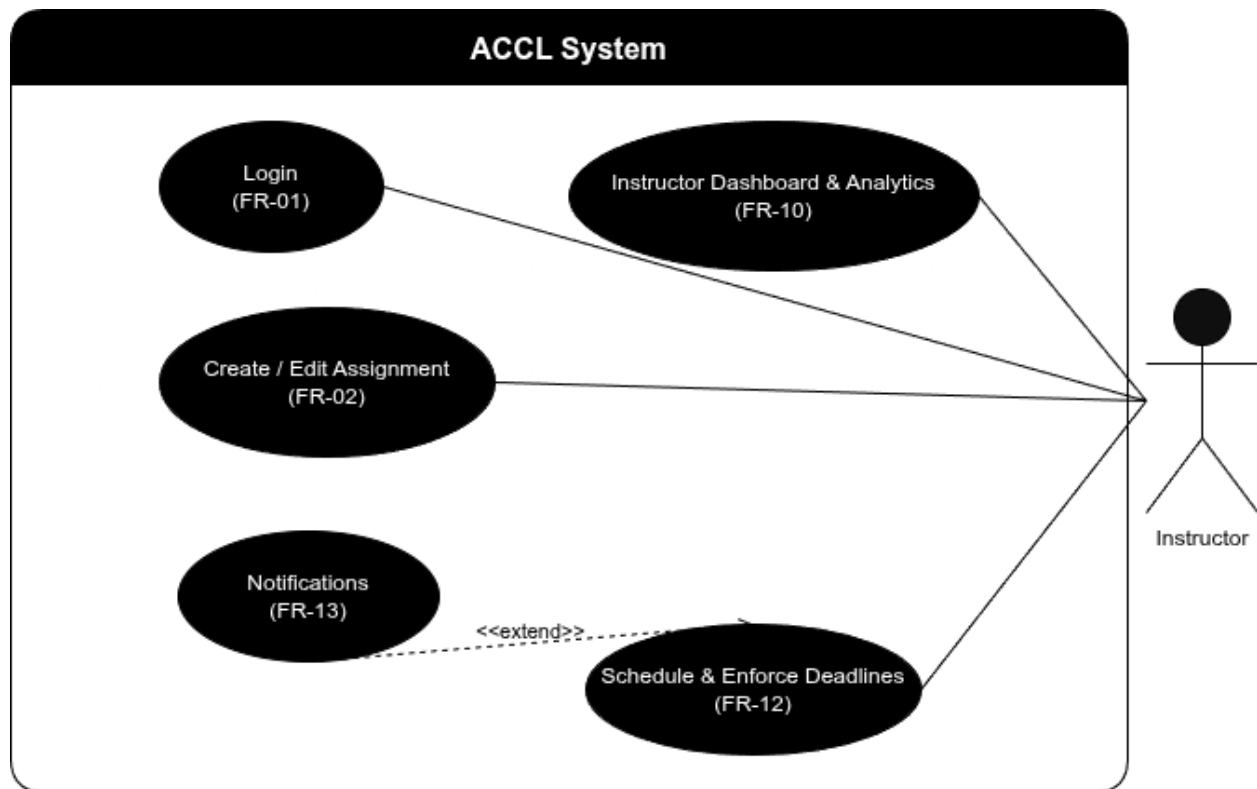 ACCL System
Login
(FR-01)
Instructor Dashboard & Analytics
(FR-10)
Create / Edit Assignment
(FR-02)
Notifications
(FR-13)
<<extend>>
Schedule & Enforce Deadlines
(FR-12)
Instructor